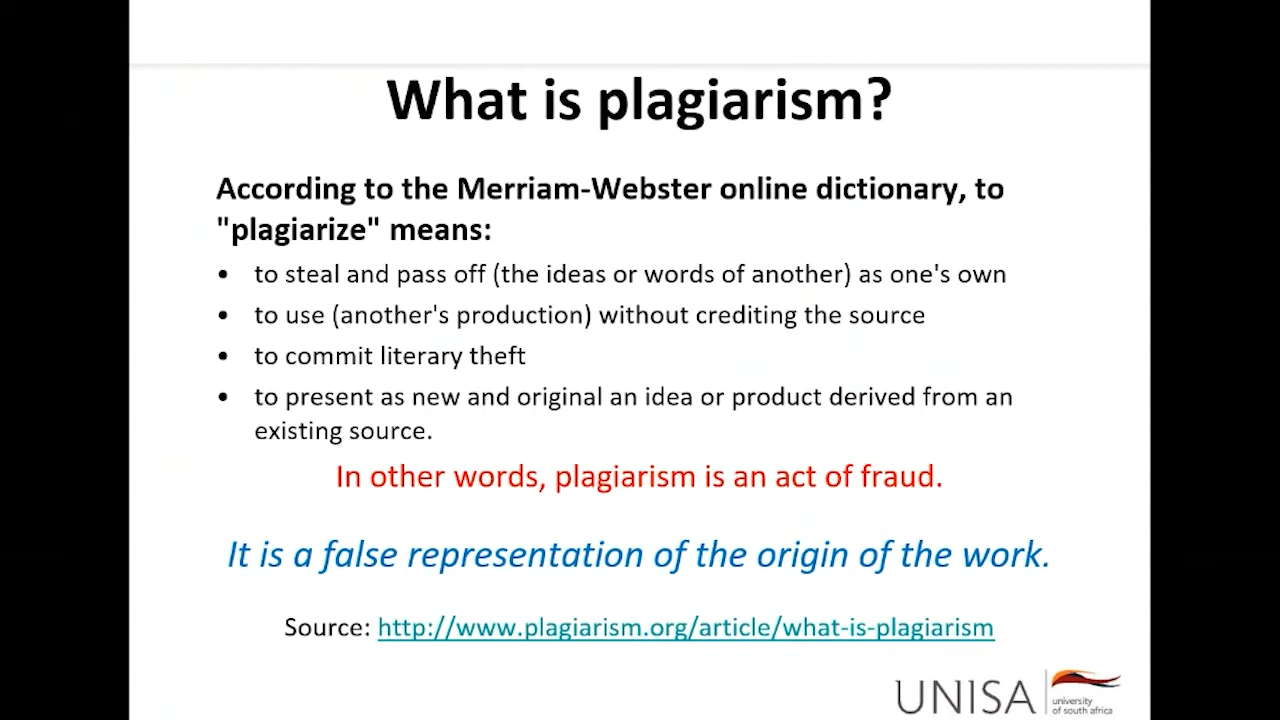 What is plagiarism?
According to the Merriam-Webster online dictionary, to
"plagiarize" means:
• to steal and pass off (the ideas or words of another) as one's own
• to use (another's production) without crediting the source
• to commit literary theft
• to present as new and original an idea or product derived from an
existing source.
In other words, plagiarism is an act of fraud.
It is a false representation of the origin of the work.
Source: http://www.plagiarism.org/article/what-is-plagiarism
UNISA
university
of south africa